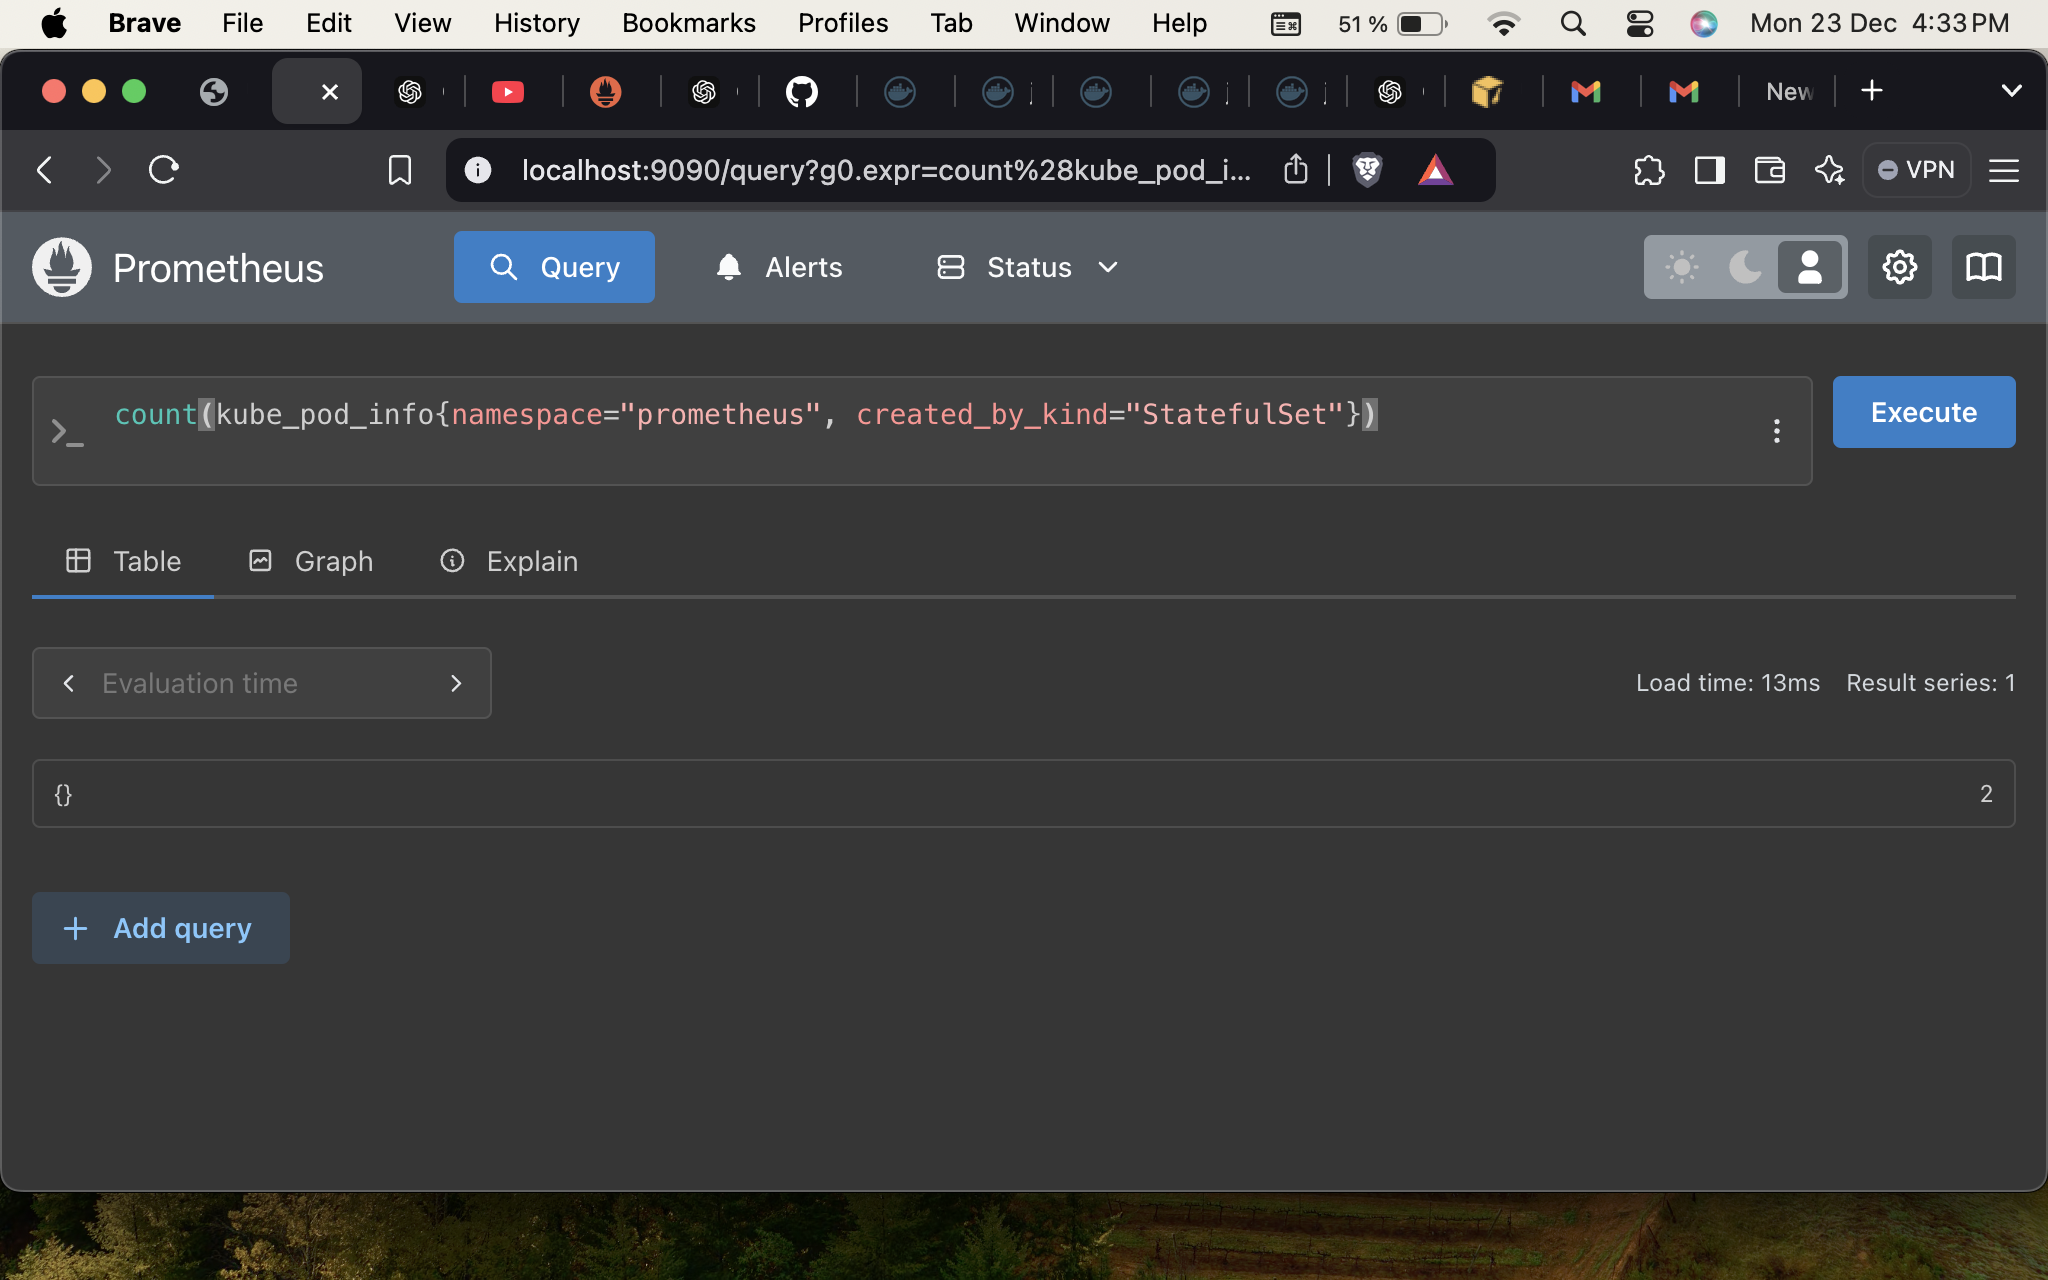 Brave File Edit View History Bookmarks Profiles Tab Window Help 51 % Mon 23 Dec 4:33 PM
New
localhost:9090/query?g0.expr=count%28kube_pod_i... VPN
Prometheus Query Alerts Status
count(kube_pod_info{namespace="prometheus", created_by_kind="StatefulSet"})
Execute
Table Graph Explain
Evaluation time Load time: 13ms Result series: 1
{} 2
Add query